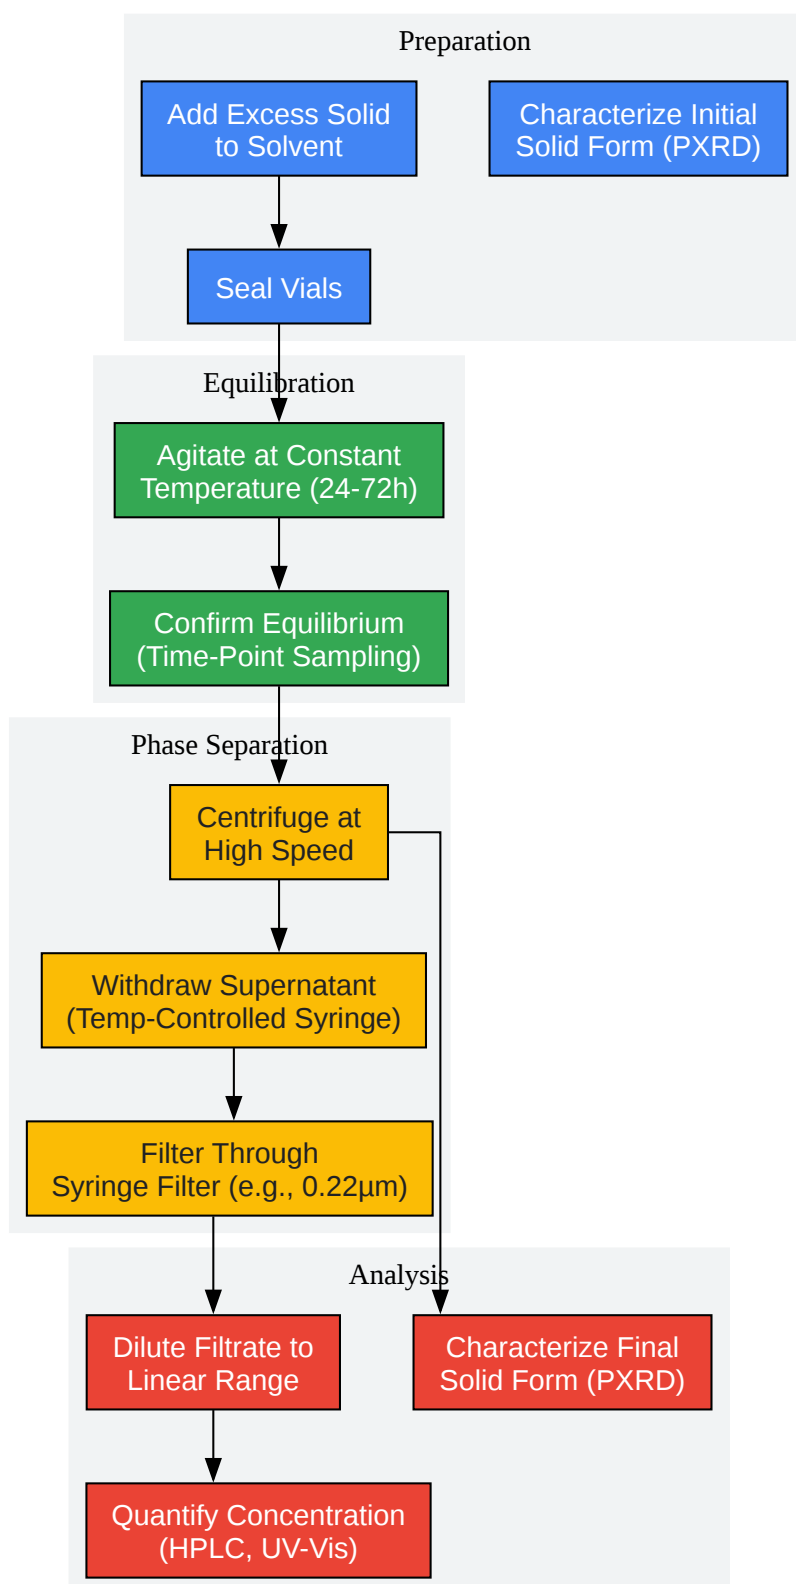 Preparation
Add Excess Solid
to Solvent
Characterize Initial
Solid Form (PXRD)
Seal Vials
Equilibration
Agitate at Constant
Temperature (24-72h)
Confirm Equilibrium
(Time-Point Sampling)
Phase Separation
Centrifuge at
High Speed
Withdraw Supernatant
(Temp-Controlled Syringe)
Filter Through
Syringe Filter (e.g., 0.22µm)
Analysis
Dilute Filtrate to
Linear Range
Characterize Final
Solid Form (PXRD)
Quantify Concentration
(HPLC, UV-Vis)